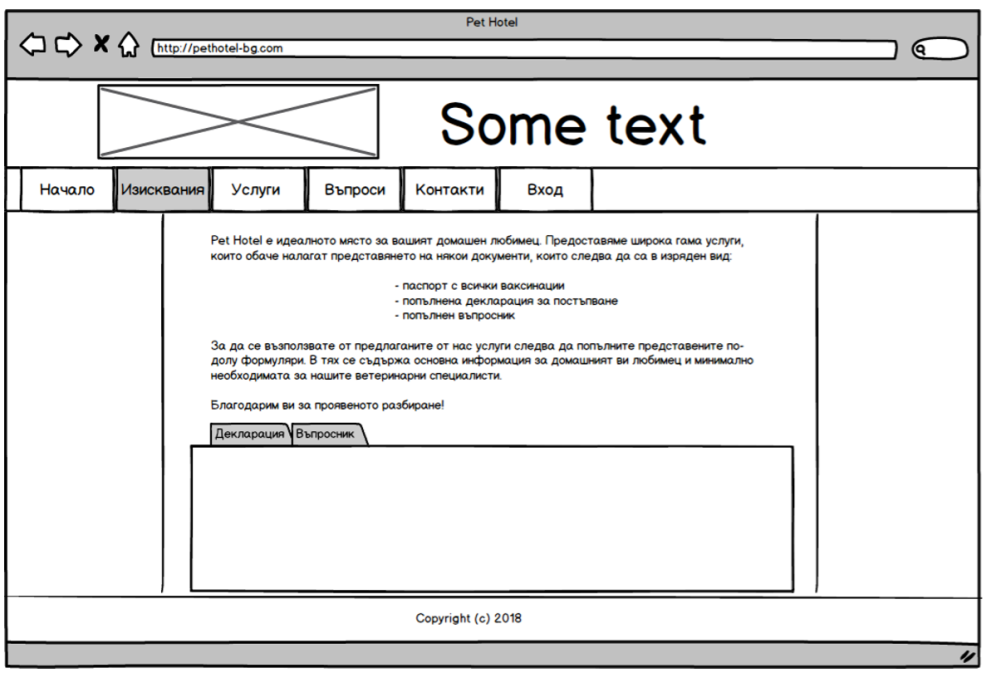 Pet Hotel
http://pethotel-bg.com
Some text
Начало Изисквания Услуги Въпроси Контакти Вход
Pet Hotel е идеалното място за вашият домашен любимец. Предоставяме широка гама услуги,
които обаче налагат представянето на някои документи, които следва да са в изряден вид:
- паспорт с всички ваксинации
- попълнена декларация за постъпване
- попълнен въпросник
За да се възползвате от предлаганите от нас услуги следва да попълните представените по-
долу формуляри. В тях се съдържа основна информация за домашният ви любимец и минимално
необходимата за нашите ветеринарни специалисти.
Благодарим ви за проявеното разбиране!
Декларация Въпросник
Copyright (c) 2018